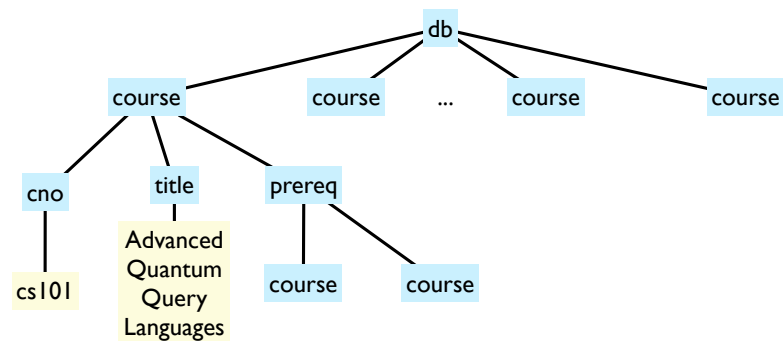 db
course
course
...
course
course
cno
title
prereq
cs101
Advanced
Quantum
Query
Languages
course
course